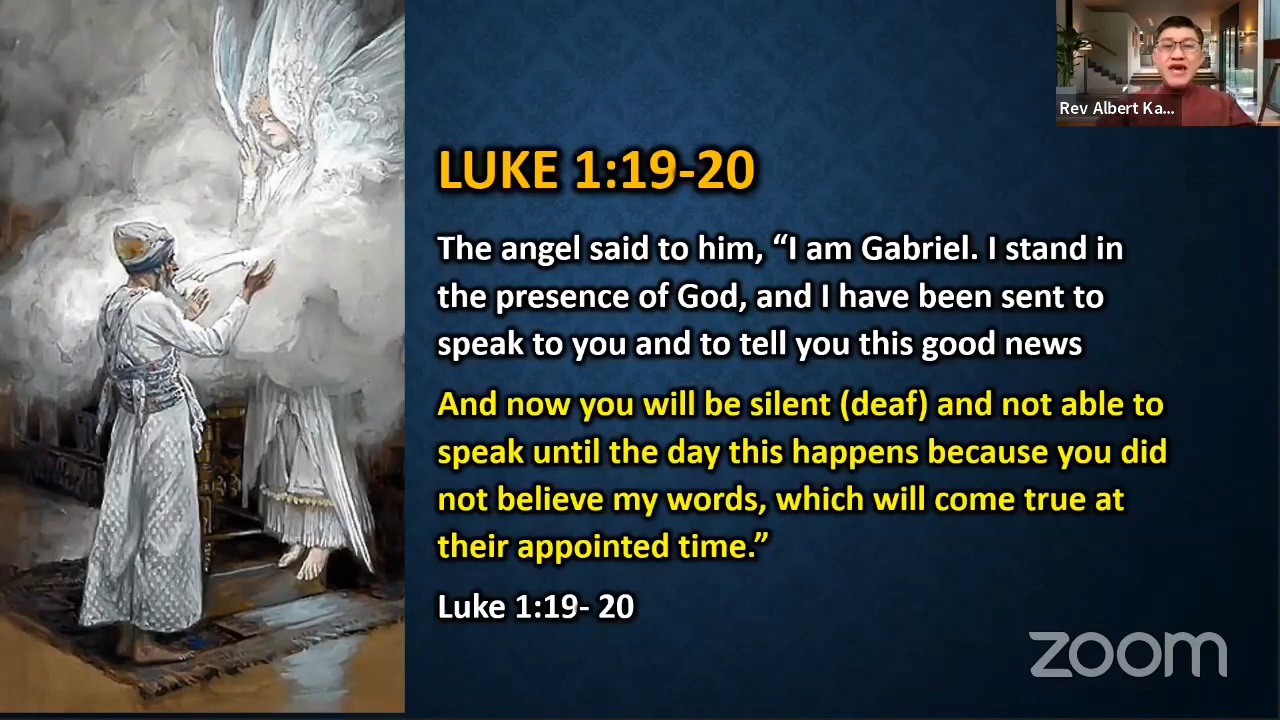 Rev Albert Ka...
LUKE 1:19-20
The angel said to him, “I am Gabriel. I stand in
the presence of God, and I have been sent to
speak to you and to tell you this good news
And now you will be silent (deaf) and not able to
speak until the day this happens because you did
not believe my words, which will come true at
their appointed time.”
Luke 1:19- 20
zoom